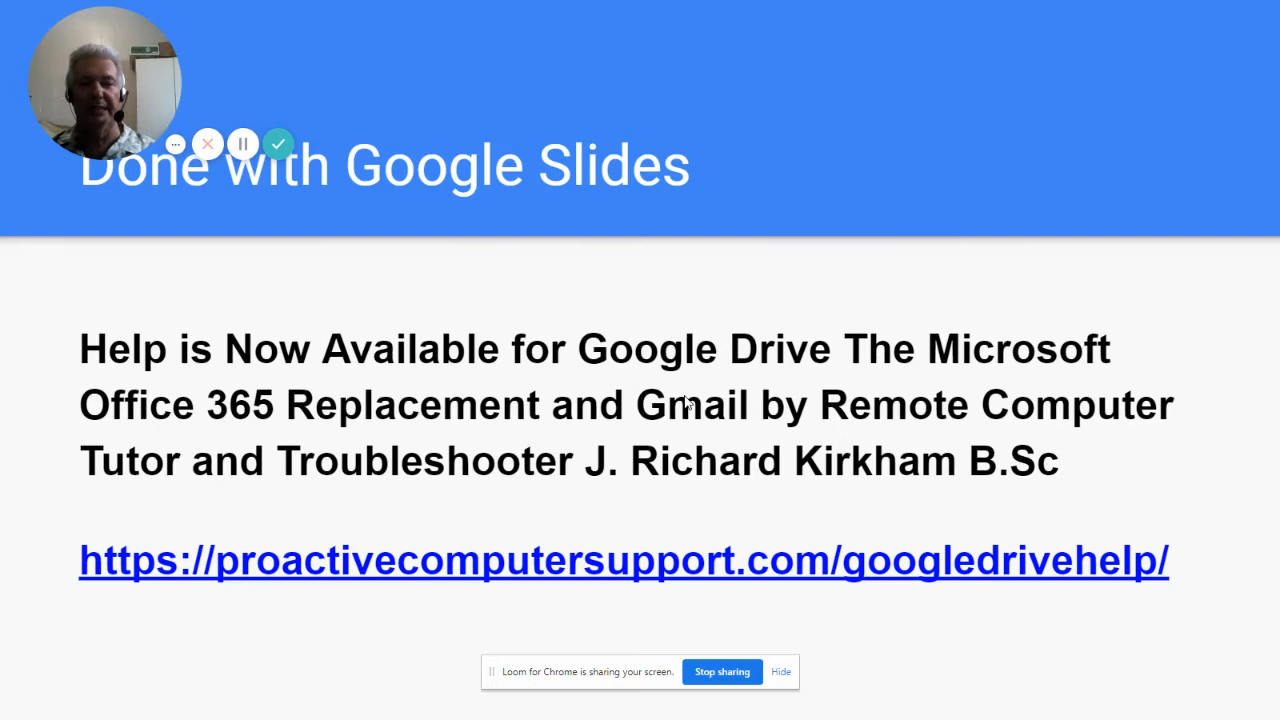 Done with Google Slides
Help is Now Available for Google Drive The Microsoft
Office 365 Replacement and Gmail by Remote Computer
Tutor and Troubleshooter J. Richard Kirkham B.Sc
https://proactivecomputersupport.com/googledrivehelp/
Loom for Chrome is sharing your screen. Stop sharing Hide